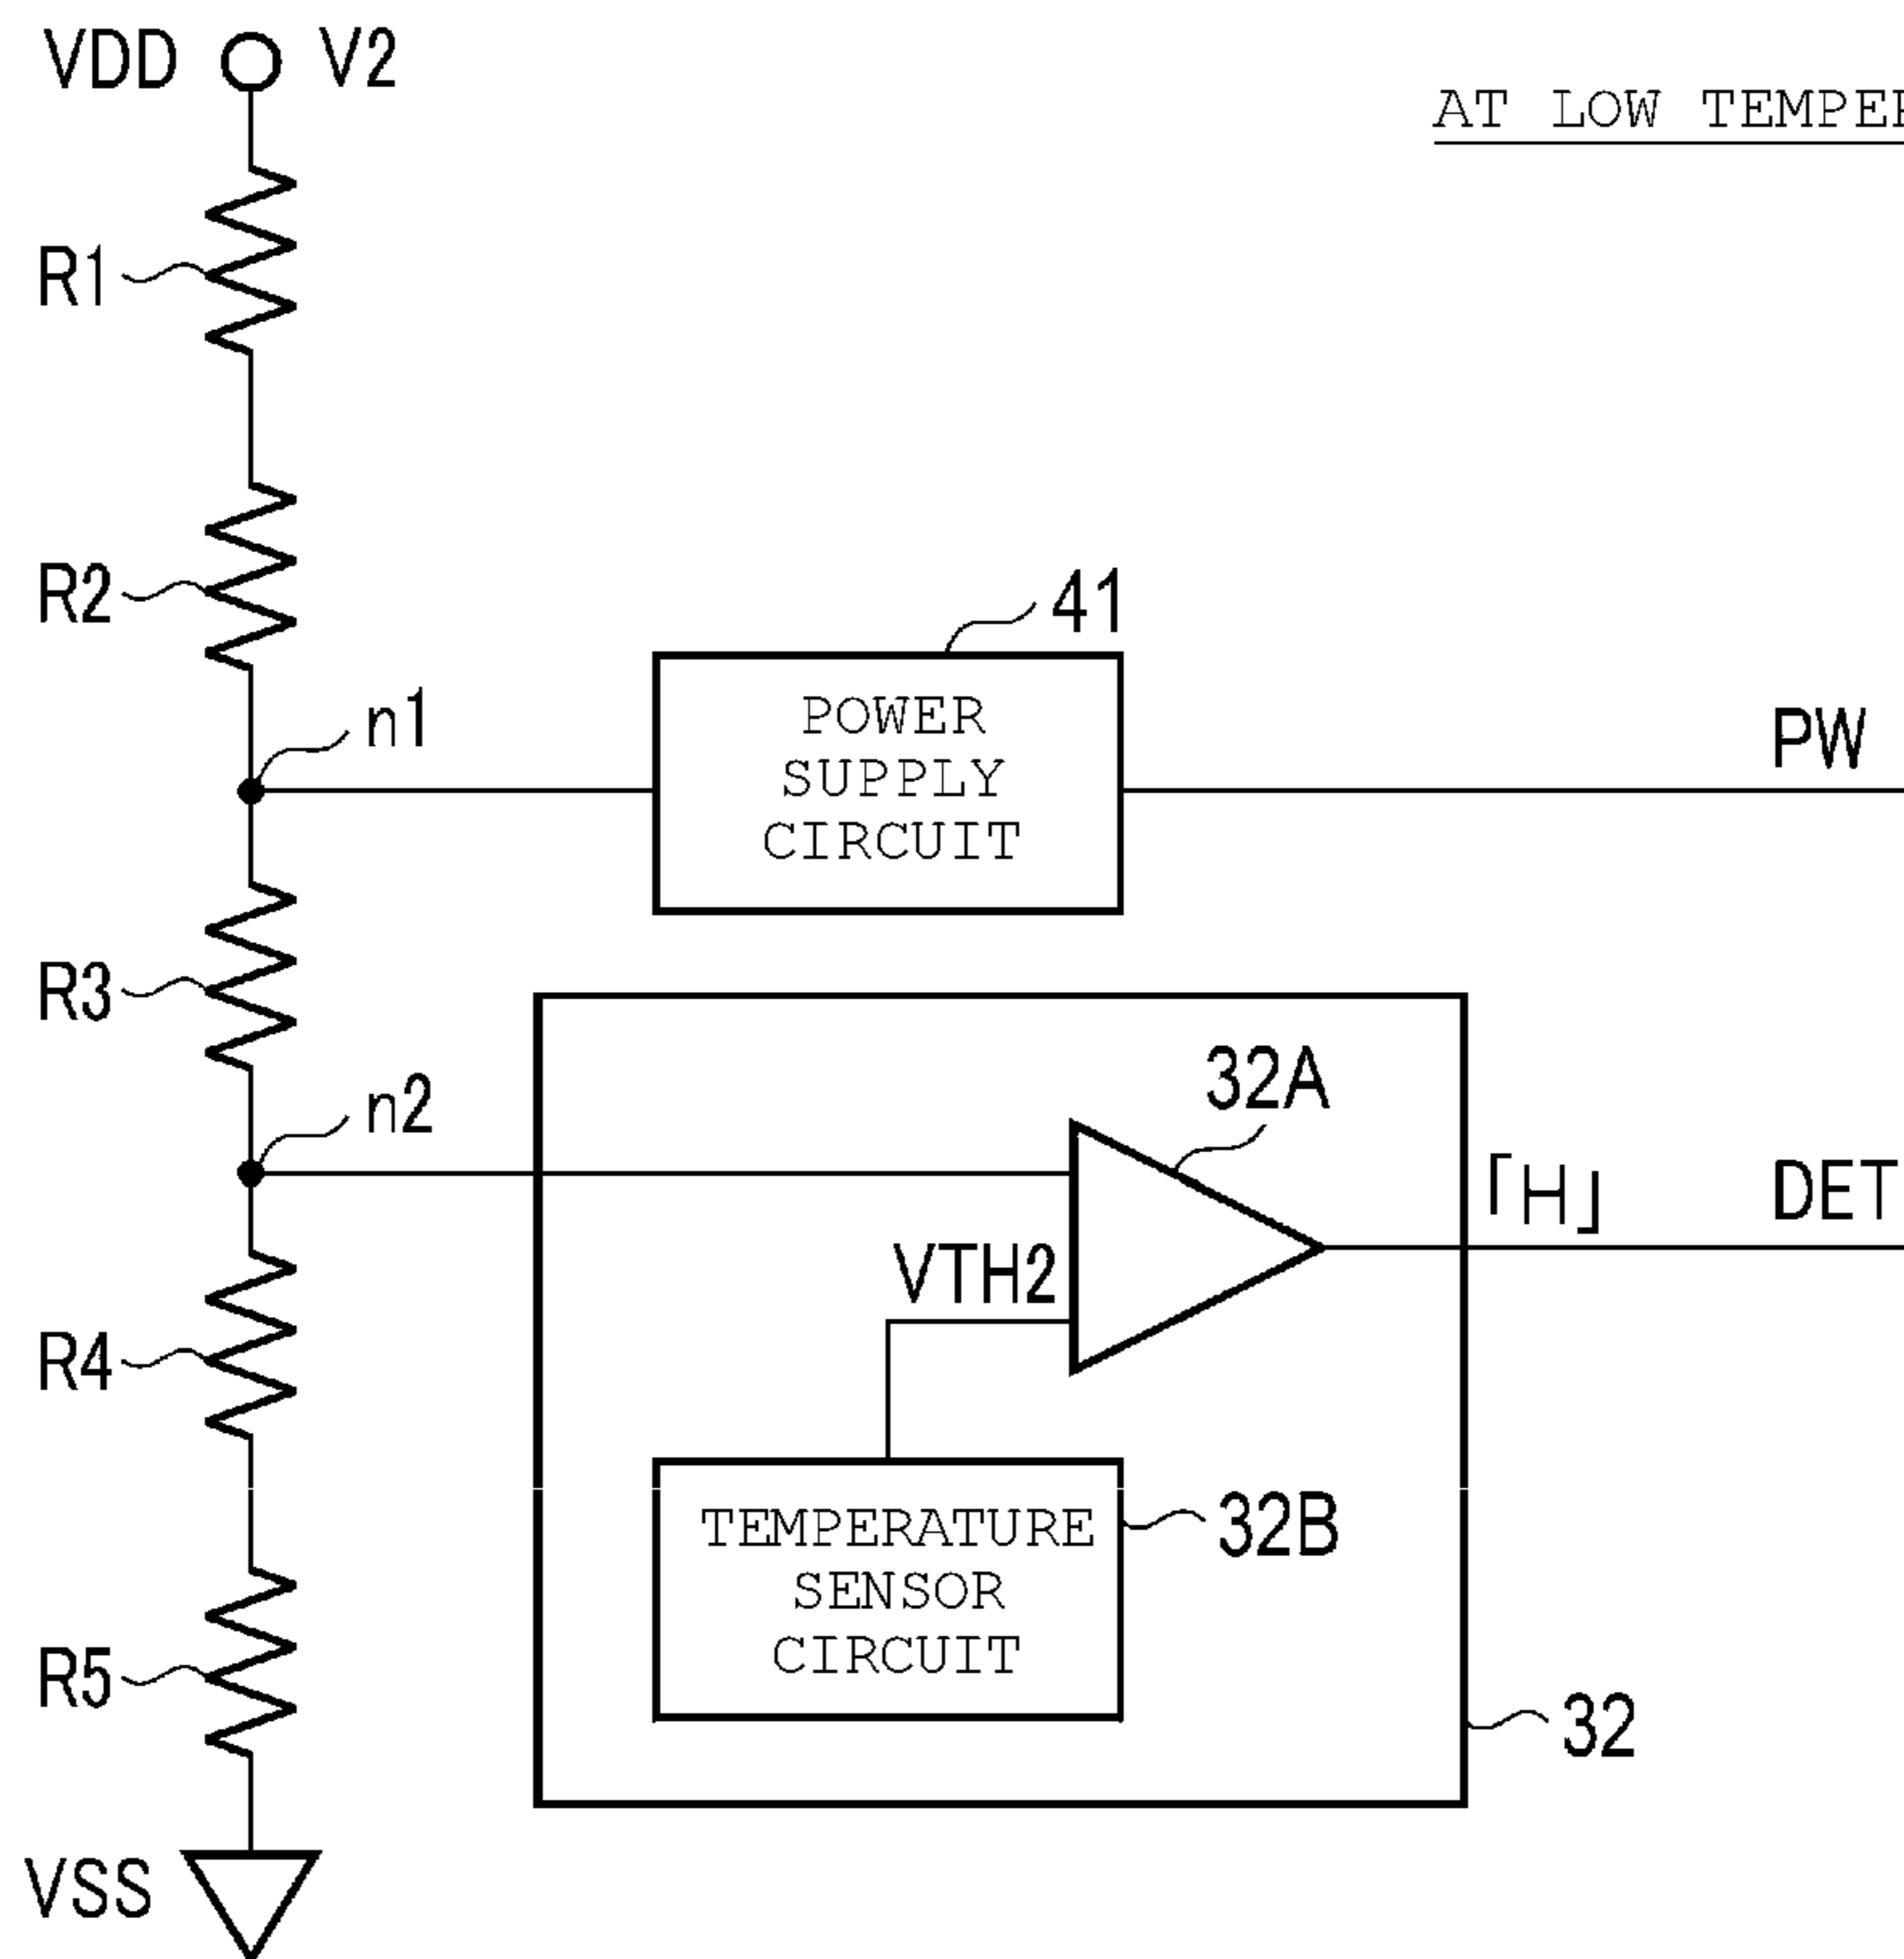 VDD V2
AT LOW TEMPER
R1
R2
41
POWER
SUPPLY
CIRCUIT
n1
PW
R3
n2
32A
「H」
DET
VTH2
R4
TEMPERATURE
SENSOR
CIRCUIT
32B
R5
32
VSS